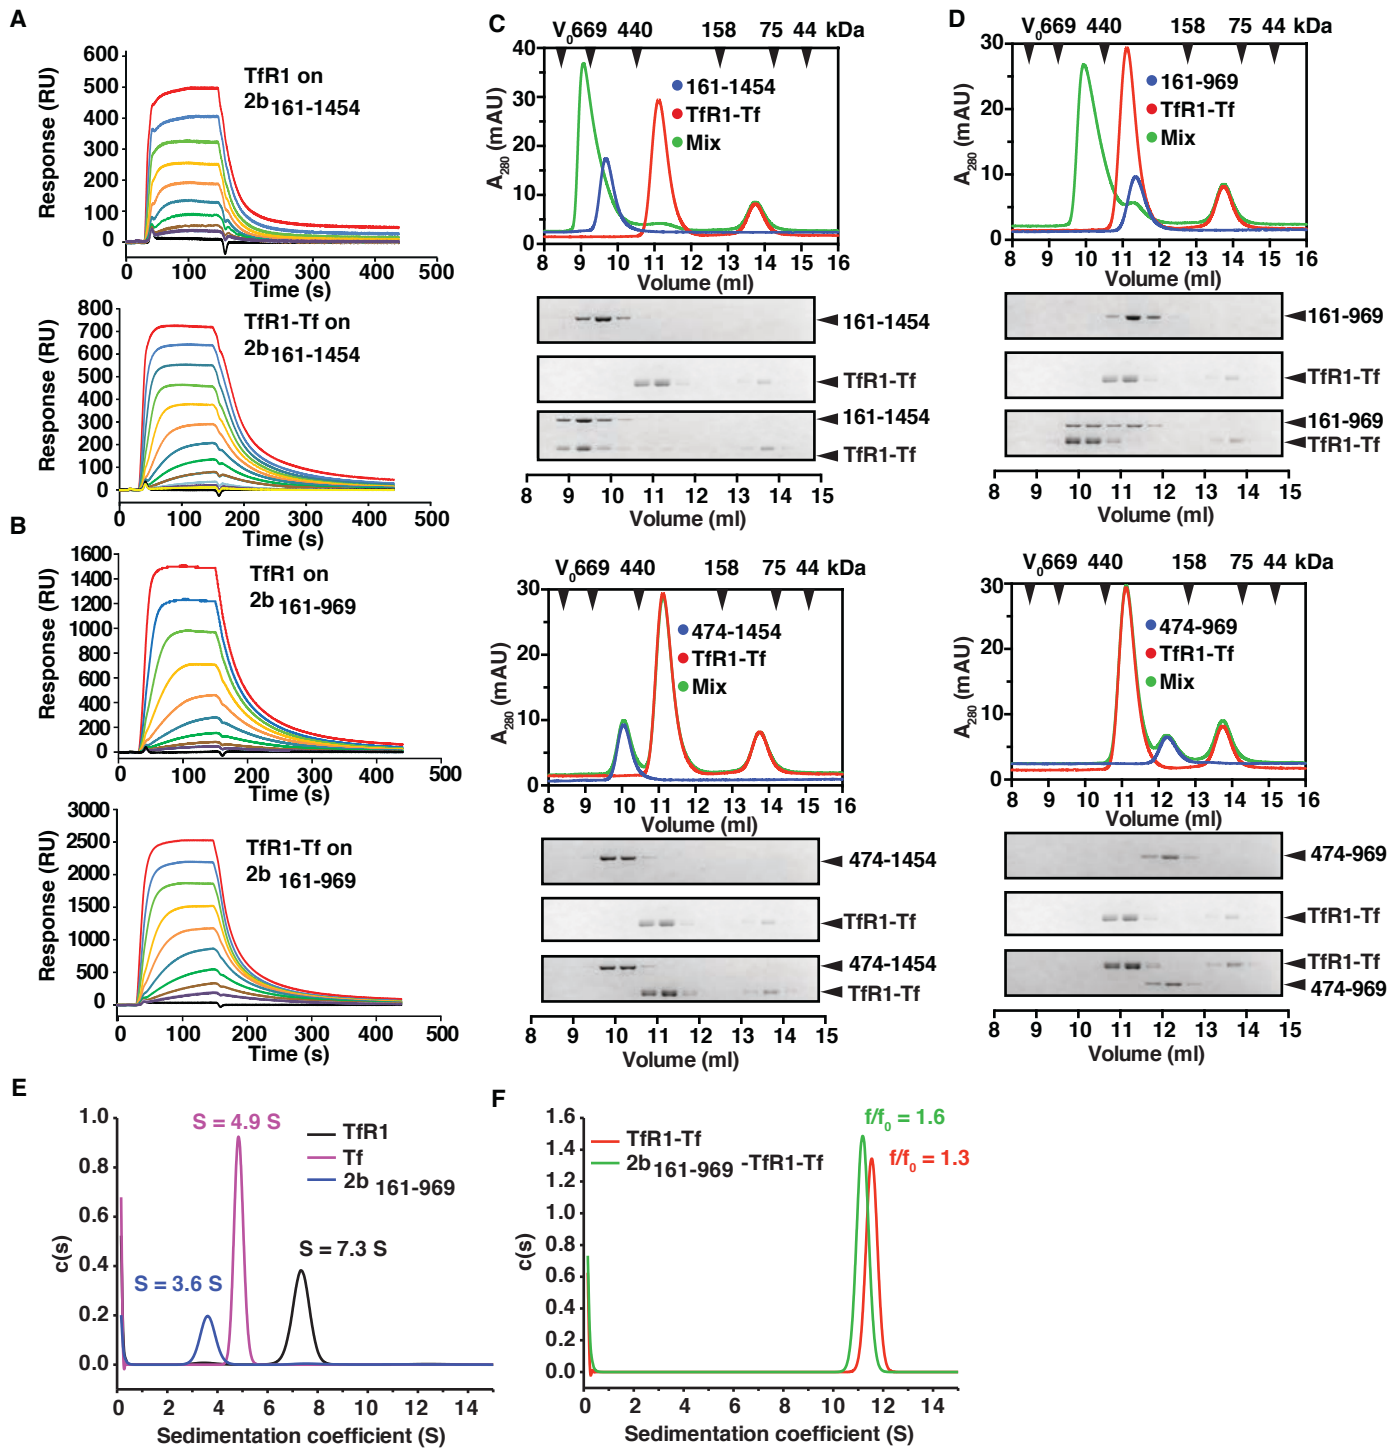 A
600
500
400
300
200
100
0
Response (RU)
TfR1 on
2b161-1454
0 100 200 300 400 500
Time (s)
800
700
600
500
400
300
200
100
0
Response (RU)
TfR1-Tf on
2b161-1454
0 100 200 300 400 500
Time (s)
B
1600
1400
1200
1000
800
600
400
200
0
Response (RU)
TfR1 on
2b 161-969
0 100 200 300 400 500
Time (s)
3000
2500
2000
1500
1000
500
0
Response (RU)
TfR1-Tf on
2b 161-969
0 100 200 300 400 500
Time (s)
C
V0 669 440 158 75 44 kDa
40
30
20
10
0
A280 (mAU)
161-1454
TfR1-Tf
Mix
8 9 10 11 12 13 14 15 16
Volume (ml)
161-1454
TfR1-Tf
161-1454
TfR1-Tf
8 9 10 11 12 13 14 15
Volume (ml)
V0 669 440 158 75 44 kDa
30
20
10
0
A280 (mAU)
474-1454
TfR1-Tf
Mix
8 9 10 11 12 13 14 15 16
Volume (ml)
474-1454
TfR1-Tf
474-1454
TfR1-Tf
8 9 10 11 12 13 14 15
Volume (ml)
D
V0 669 440 158 75 44 kDa
30
20
10
0
A280 (mAU)
161-969
TfR1-Tf
Mix
8 9 10 11 12 13 14 15 16
Volume (ml)
161-969
TfR1-Tf
161-969
TfR1-Tf
8 9 10 11 12 13 14 15
Volume (ml)
V0 669 440 158 75 44 kDa
30
20
10
0
A280 (mAU)
474-969
TfR1-Tf
Mix
8 9 10 11 12 13 14 15 16
Volume (ml)
474-969
TfR1-Tf
TfR1-Tf
474-969
8 9 10 11 12 13 14 15
Volume (ml)
E
1.0
0.8
0.6
0.4
0.2
0.0
c(s)
S = 4.9 S
TfR1
Tf
2b 161-969
S = 7.3 S
S = 3.6 S
0 2 4 6 8 10 12 14
Sedimentation coefficient (S)
F
1.6
1.4
1.2
1.0
0.8
0.6
0.4
0.2
0.0
c(s)
f/f0 = 1.6
TfR1-Tf
2b161-969 -TfR1-Tf
f/f0 = 1.3
0 2 4 6 8 10 12 14
Sedimentation coefficient (S)